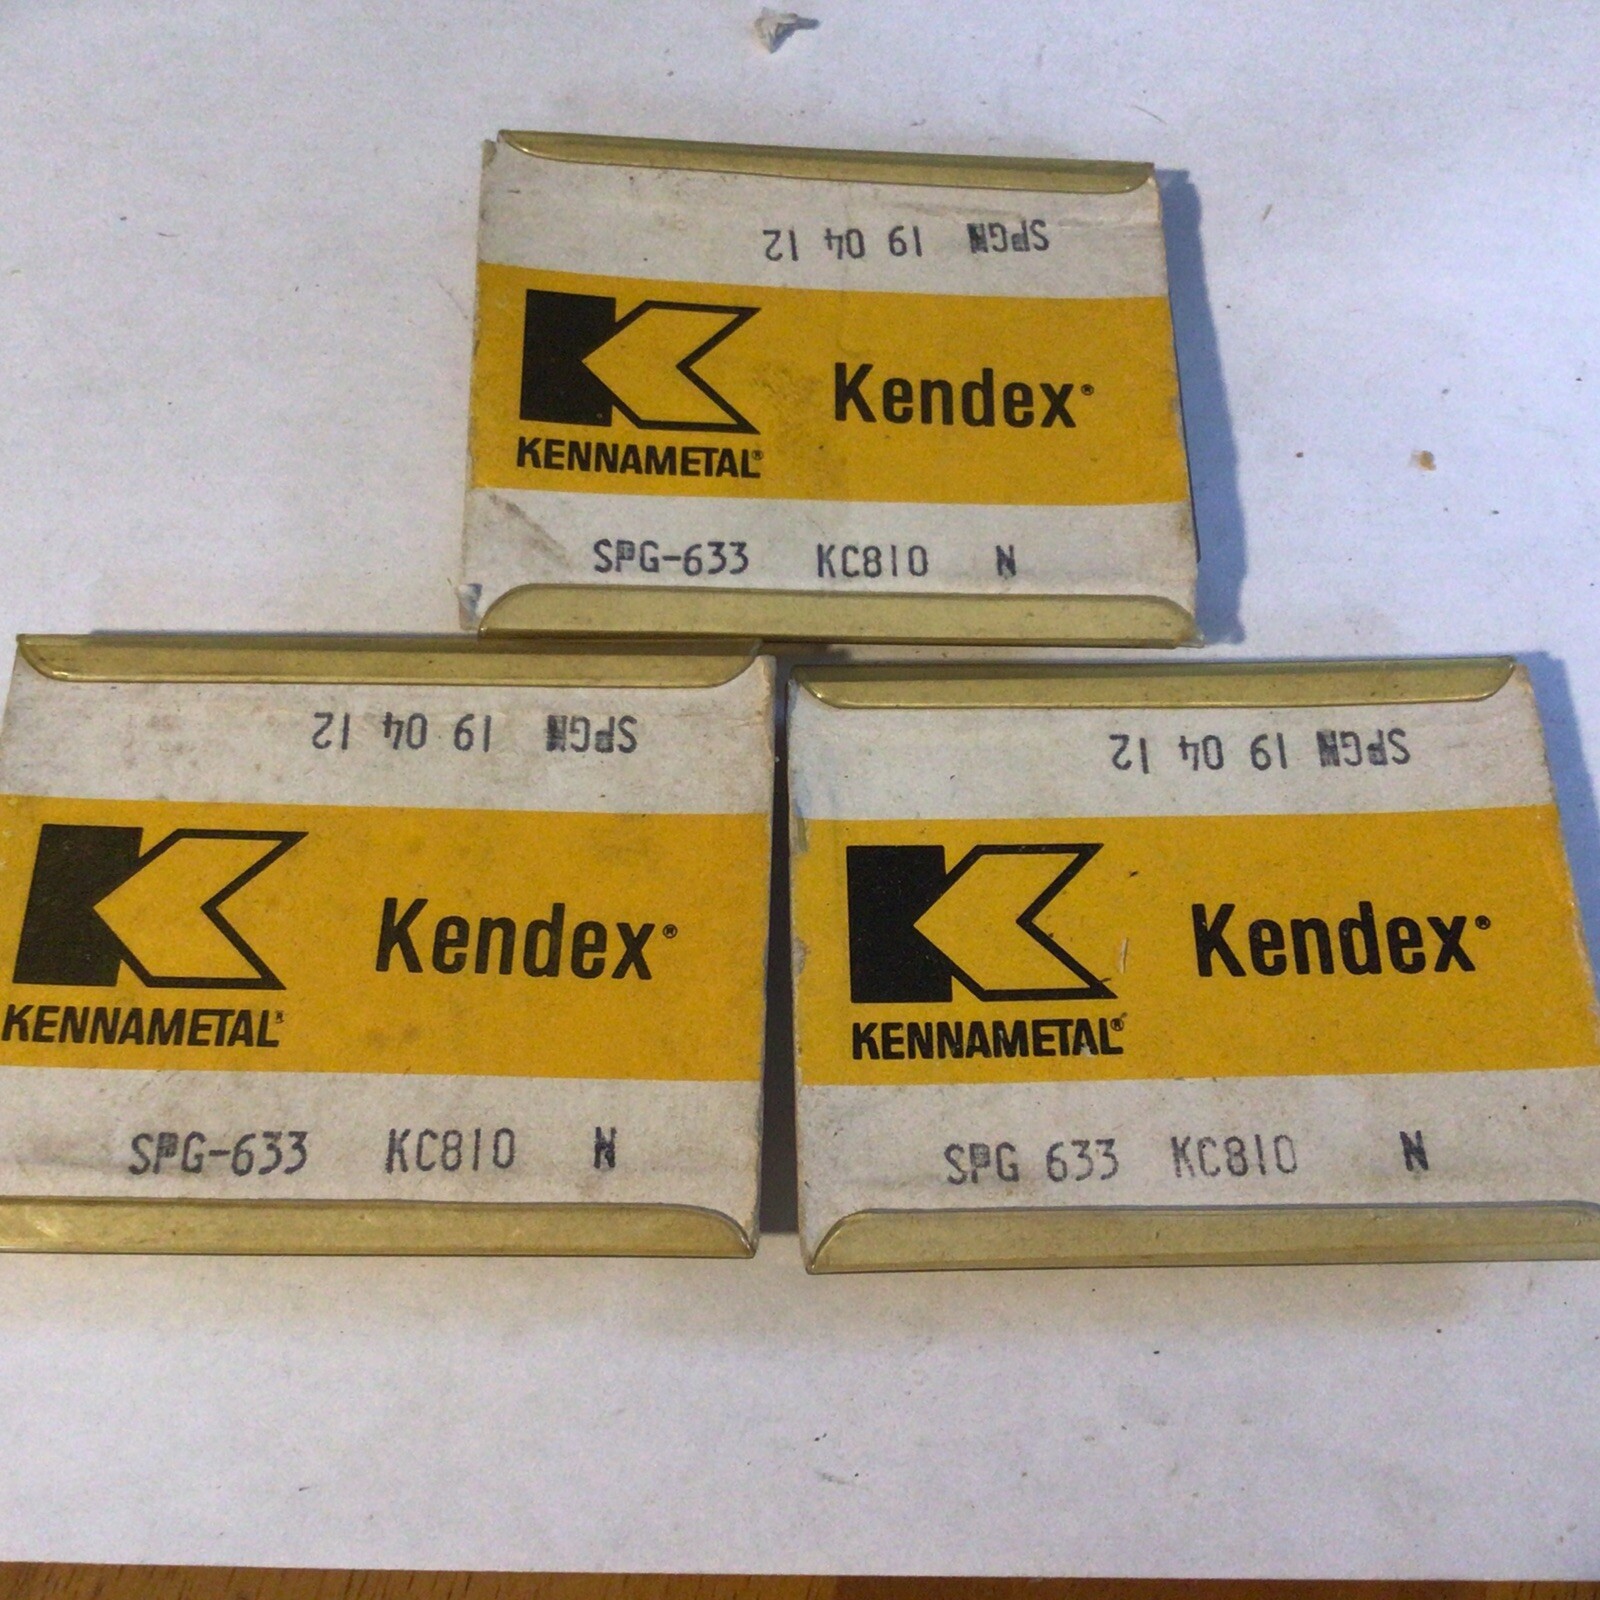 SPGN 19 04 12
Kendex®
KENNAMETAL®
SPG-633 KC810 N
SPGN 19 04 12
Kendex®
KENNAMETAL®
SPG-633 KC810 N
SPGN 19 04 12
Kendex®
KENNAMETAL®
SPG 633 KC810 N